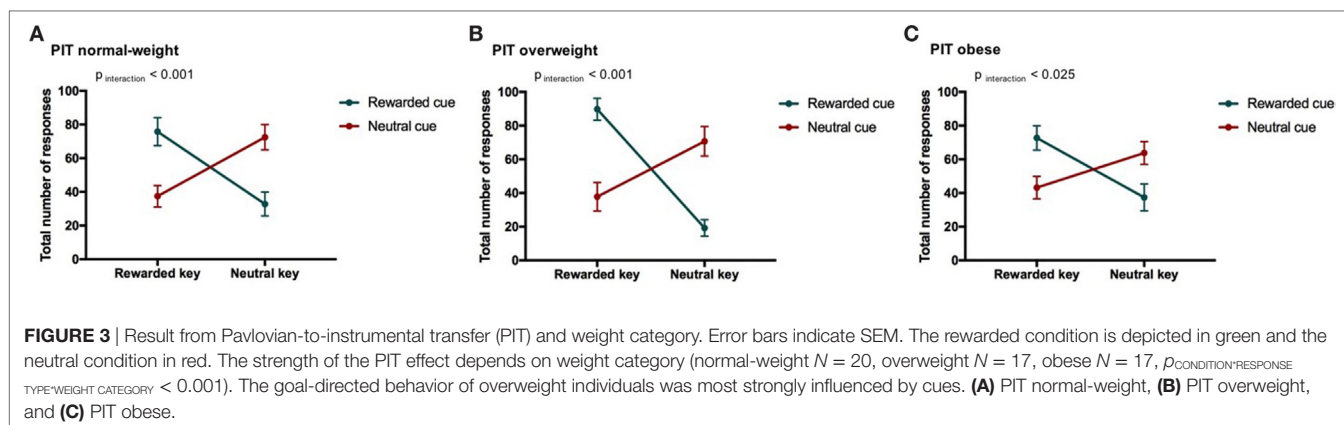 A
PIT normal-weight
p interaction < 0.001
Total number of responses
100
80
60
40
20
0
Rewarded key
Neutral key
Rewarded cue
Neutral cue
B
PIT overweight
p interaction < 0.001
Total number of responses
100
80
60
40
20
0
Rewarded key
Neutral key
Rewarded cue
Neutral cue
C
PIT obese
p interaction < 0.025
Total number of responses
100
80
60
40
20
0
Rewarded key
Neutral key
Rewarded cue
Neutral cue
FIGURE 3 | Result from Pavlovian-to-instrumental transfer (PIT) and weight category. Error bars indicate SEM. The rewarded condition is depicted in green and the
neutral condition in red. The strength of the PIT effect depends on weight category (normal-weight N = 20, overweight N = 17, obese N = 17, pCONDITION*RESPONSE
TYPE*WEIGHT CATEGORY < 0.001). The goal-directed behavior of overweight individuals was most strongly influenced by cues. (A) PIT normal-weight, (B) PIT overweight,
and (C) PIT obese.